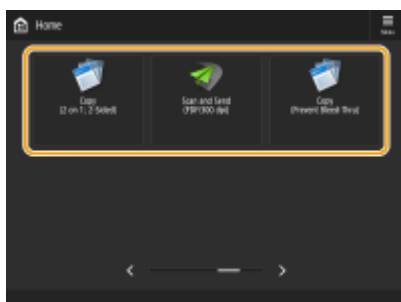 Home
Menu
Copy
(2 on 1; 2-Sided)
Scan and Send
(PDF(300 dpi)
Copy
(Prevent Bleed Thru)